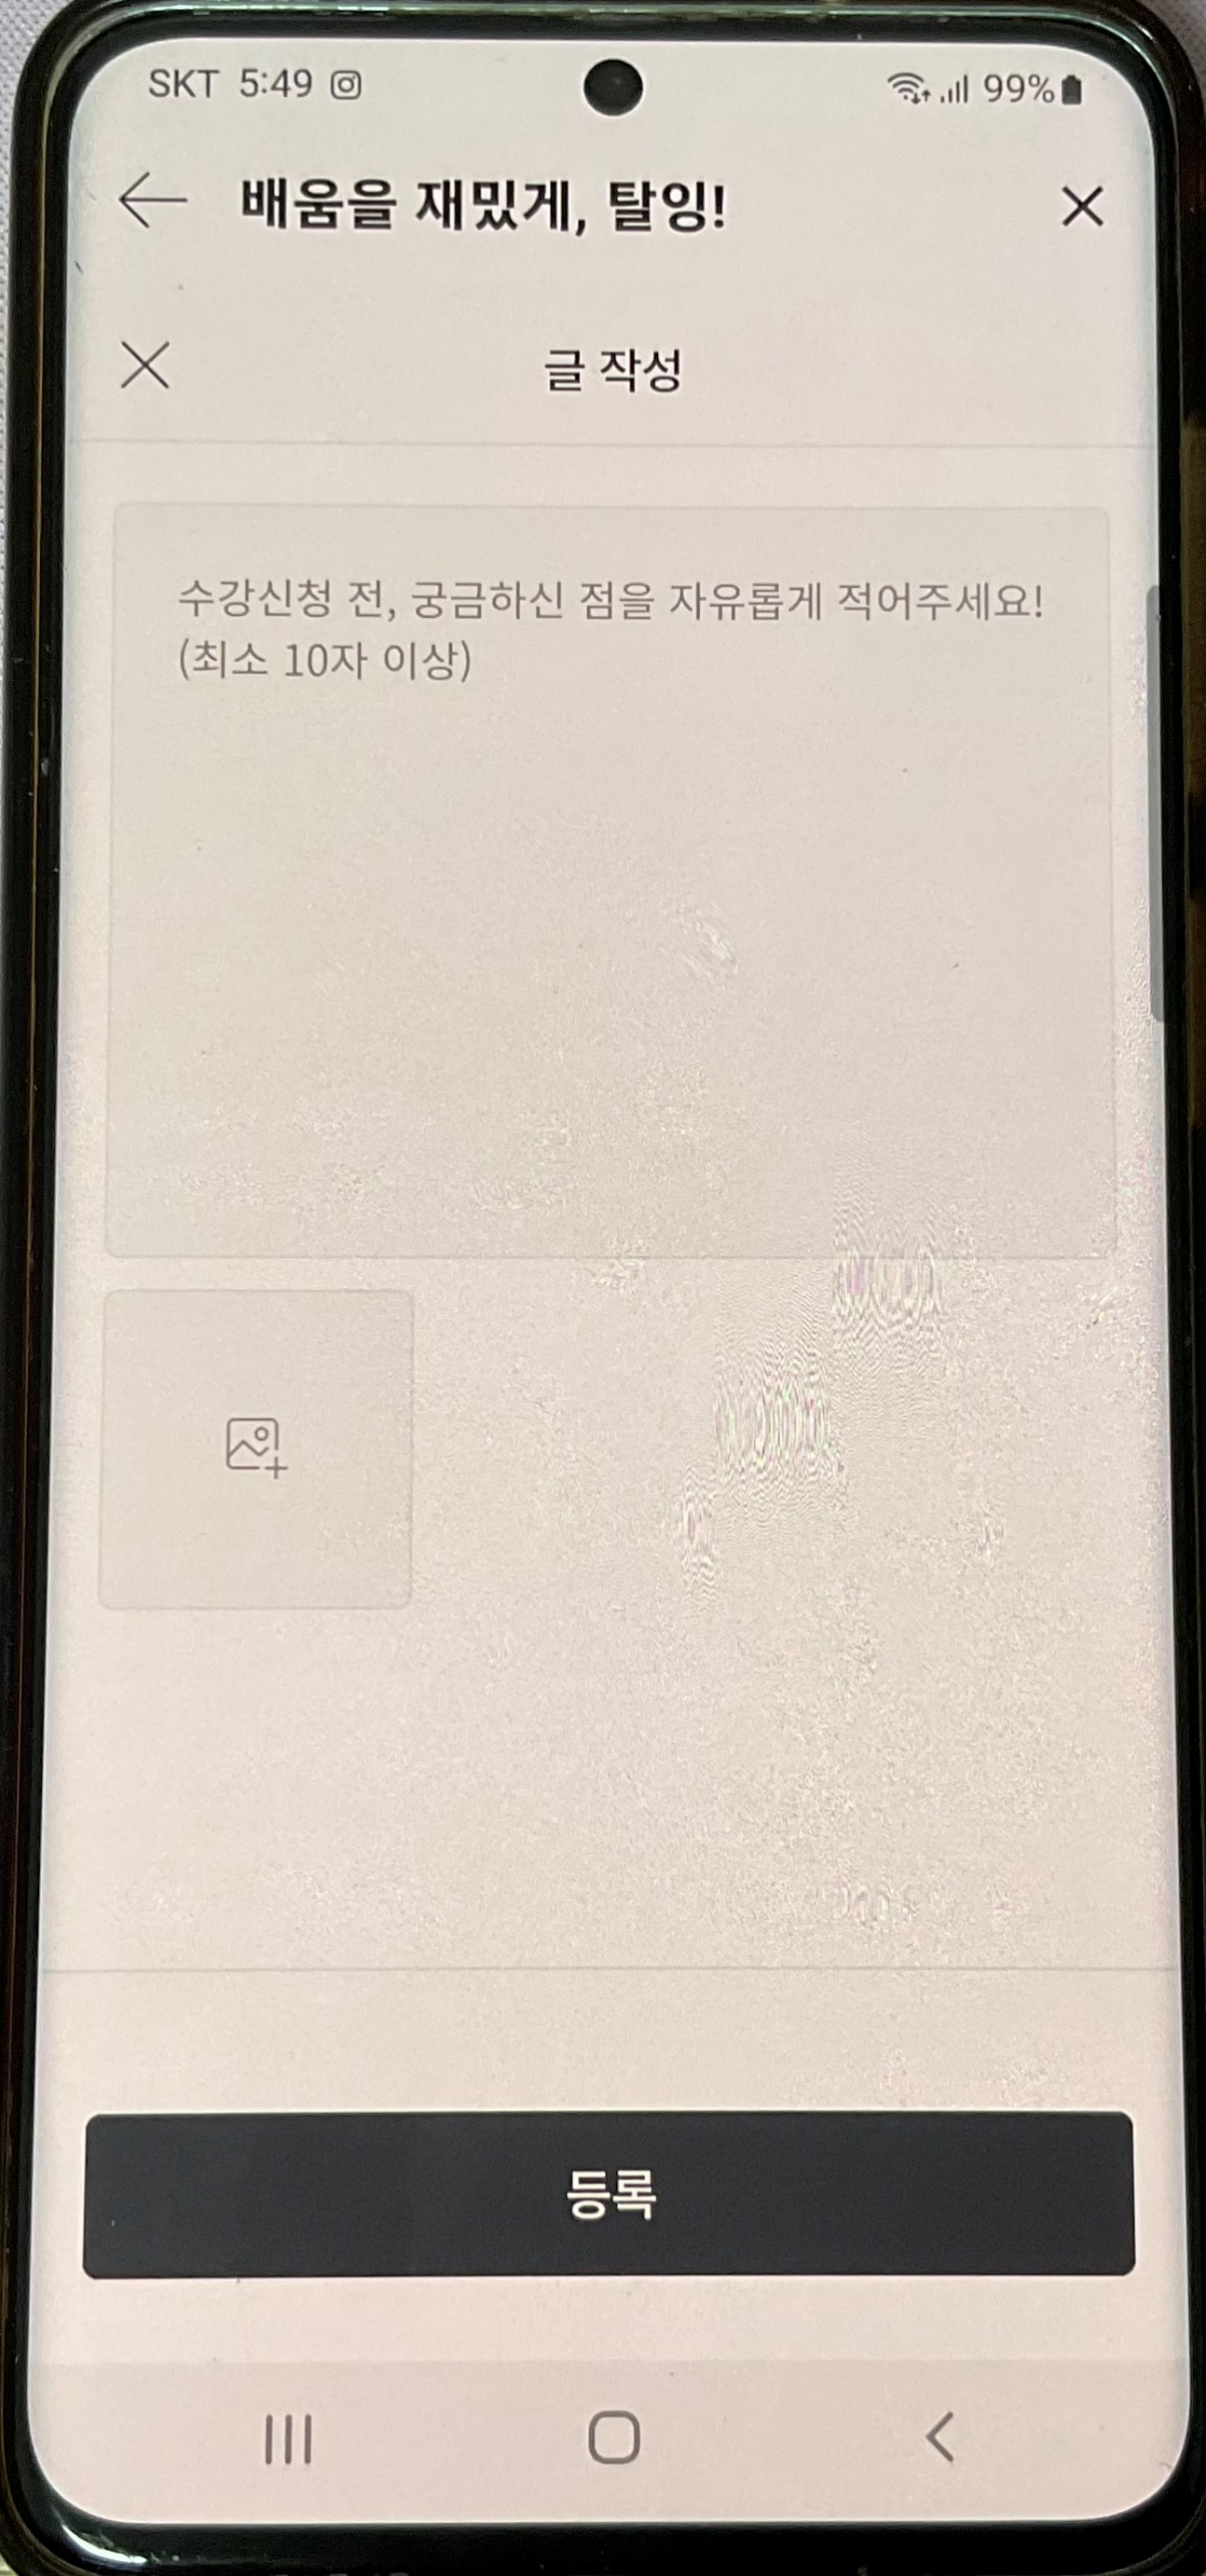 SKT 5:49 99%
배움을 재밌게, 탈잉!
글 작성
수강신청 전, 궁금하신 점을 자유롭게 적어주세요!
(최소 10자 이상)
등록